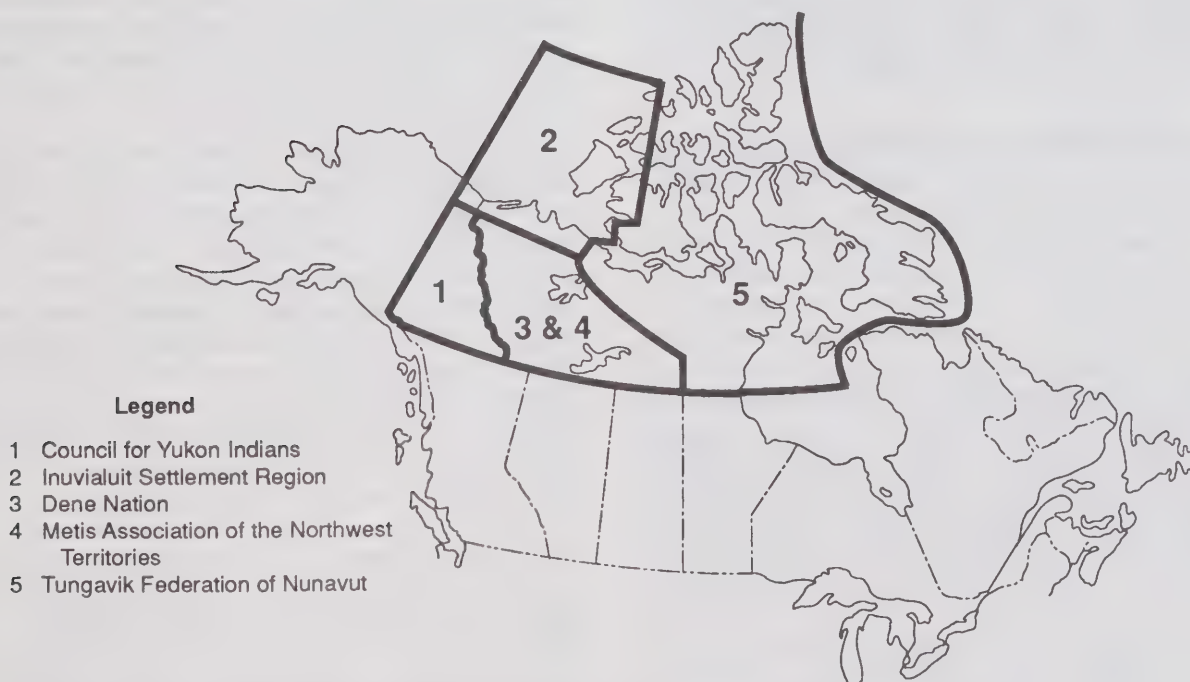 2
1
3 & 4
5
Legend
1 Council for Yukon Indians
2 Inuvialuit Settlement Region
3 Dene Nation
4 Metis Association of the Northwest
Territories
5 Tungavik Federation of Nunavut